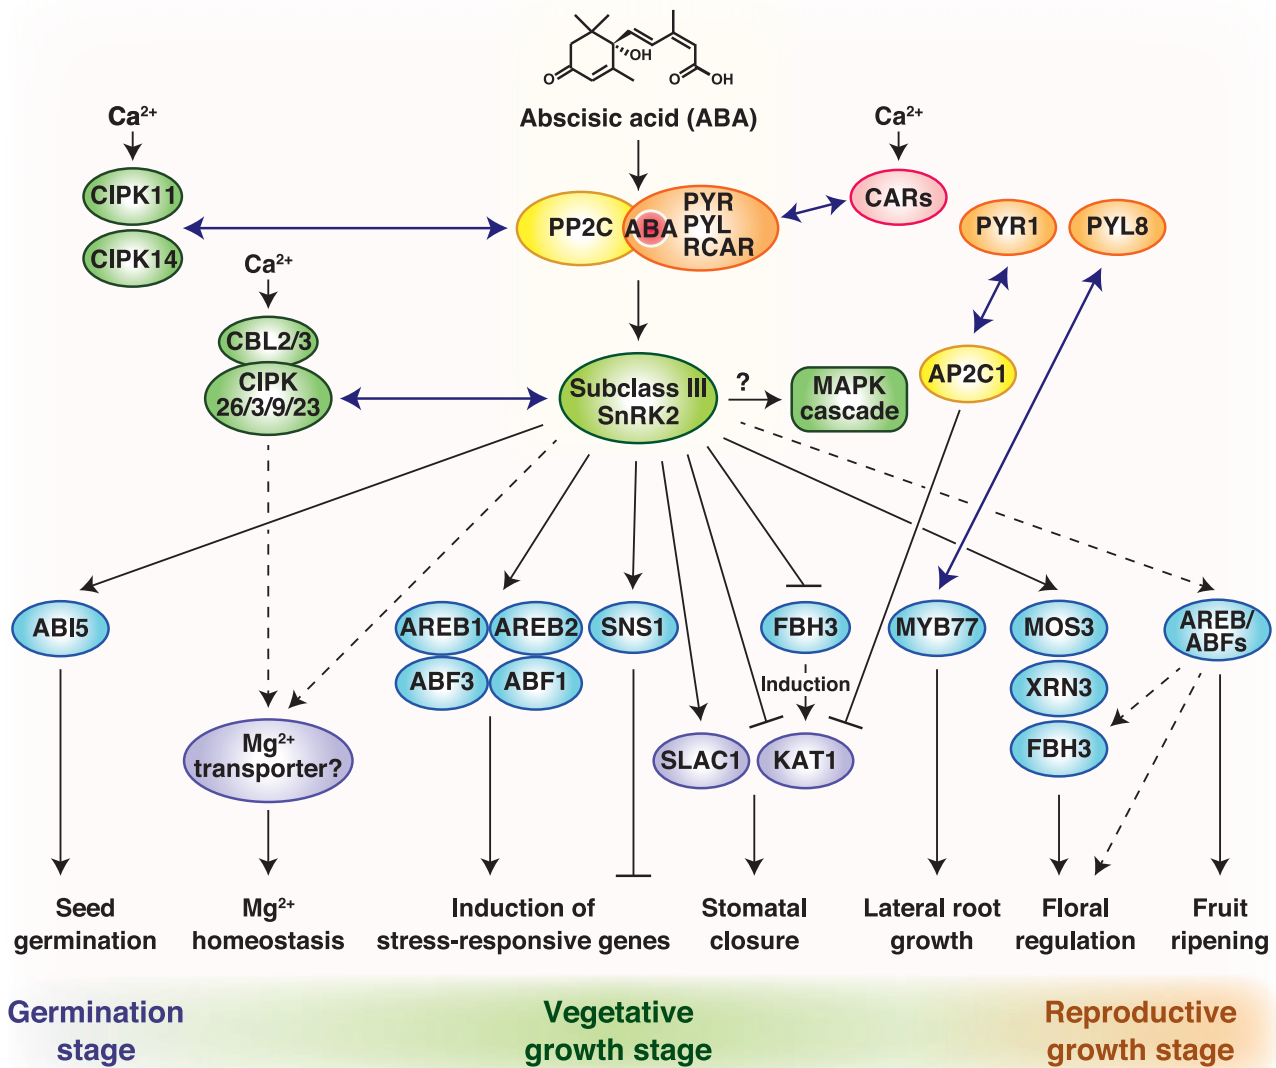 OH
O
O
OH
Abscisic acid (ABA)
Ca²⁺
Ca²⁺
CIPK11
CIPK14
PP2C
ABA
PYR
PYL
RCAR
CARs
PYR1
PYL8
Ca²⁺
CBL2/3
CIPK
26/3/9/23
Subclass III
SnRK2
?
MAPK
cascade
AP2C1
ABI5
AREB1
AREB2
ABF3
ABF1
SNS1
FBH3
Induction
MYB77
MOS3
XRN3
FBH3
AREB/
ABFs
Mg²⁺
transporter?
SLAC1
KAT1
Seed
germination
Mg²⁺
homeostasis
Induction of
stress-responsive genes
Stomatal
closure
Lateral root
growth
Floral
regulation
Fruit
ripening
Germination
stage
Vegetative
growth stage
Reproductive
growth stage